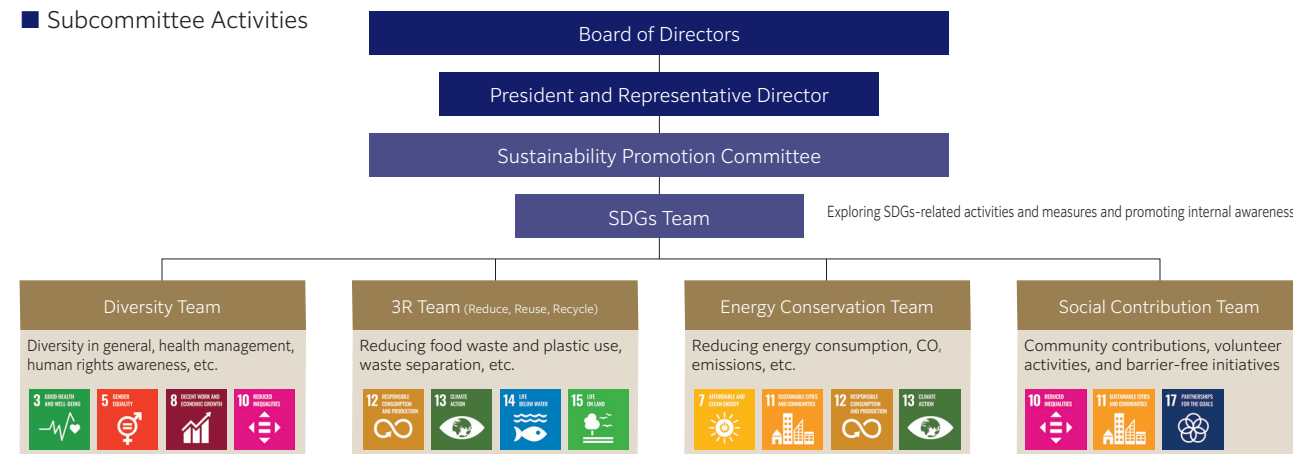 ■ Subcommittee Activities
Board of Directors
President and Representative Director
Sustainability Promotion Committee
SDGs Team
Exploring SDGs-related activities and measures and promoting internal awareness
Diversity Team
Diversity in general, health management,
human rights awareness, etc.
3 GOOD HEALTH
AND WELL-BEING
5 GENDER
EQUALITY
8 DECENT WORK AND
ECONOMIC GROWTH
10 REDUCED
INEQUALITIES
3R Team (Reduce, Reuse, Recycle)
Reducing food waste and plastic use,
waste separation, etc.
12 RESPONSIBLE
CONSUMPTION
AND PRODUCTION
13 CLIMATE
ACTION
14 LIFE
BELOW WATER
15 LIFE
ON LAND
Energy Conservation Team
Reducing energy consumption, CO₂
emissions, etc.
7 AFFORDABLE AND
CLEAN ENERGY
11 SUSTAINABLE CITIES
AND COMMUNITIES
12 RESPONSIBLE
CONSUMPTION
AND PRODUCTION
13 CLIMATE
ACTION
Social Contribution Team
Community contributions, volunteer
activities, and barrier-free initiatives
10 REDUCED
INEQUALITIES
11 SUSTAINABLE CITIES
AND COMMUNITIES
17 PARTNERSHIPS
FOR THE GOALS